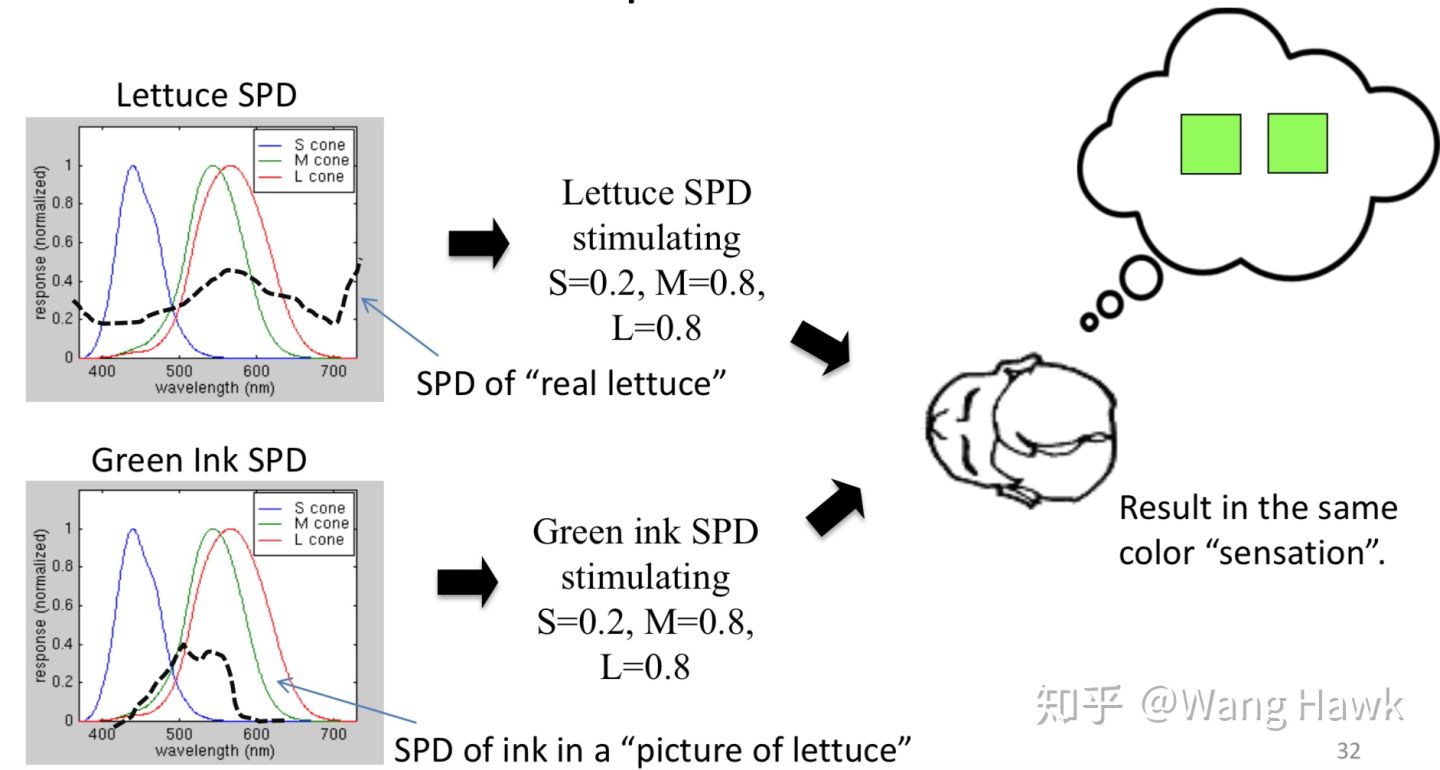 Lettuce SPD
response (normalized)
1
0.8
0.6
0.4
0.2
0
S cone
M cone
L cone
400 500 600 700
wavelength (nm)
Lettuce SPD
stimulating
S=0.2, M=0.8,
L=0.8
SPD of “real lettuce”
Green Ink SPD
response (normalized)
1
0.8
0.6
0.4
0.2
0
S cone
M cone
L cone
400 500 600 700
wavelength (nm)
Green ink SPD
stimulating
S=0.2, M=0.8,
L=0.8
SPD of ink in a “picture of lettuce”
Result in the same
color “sensation”.
知乎 @Wang Hawk
32